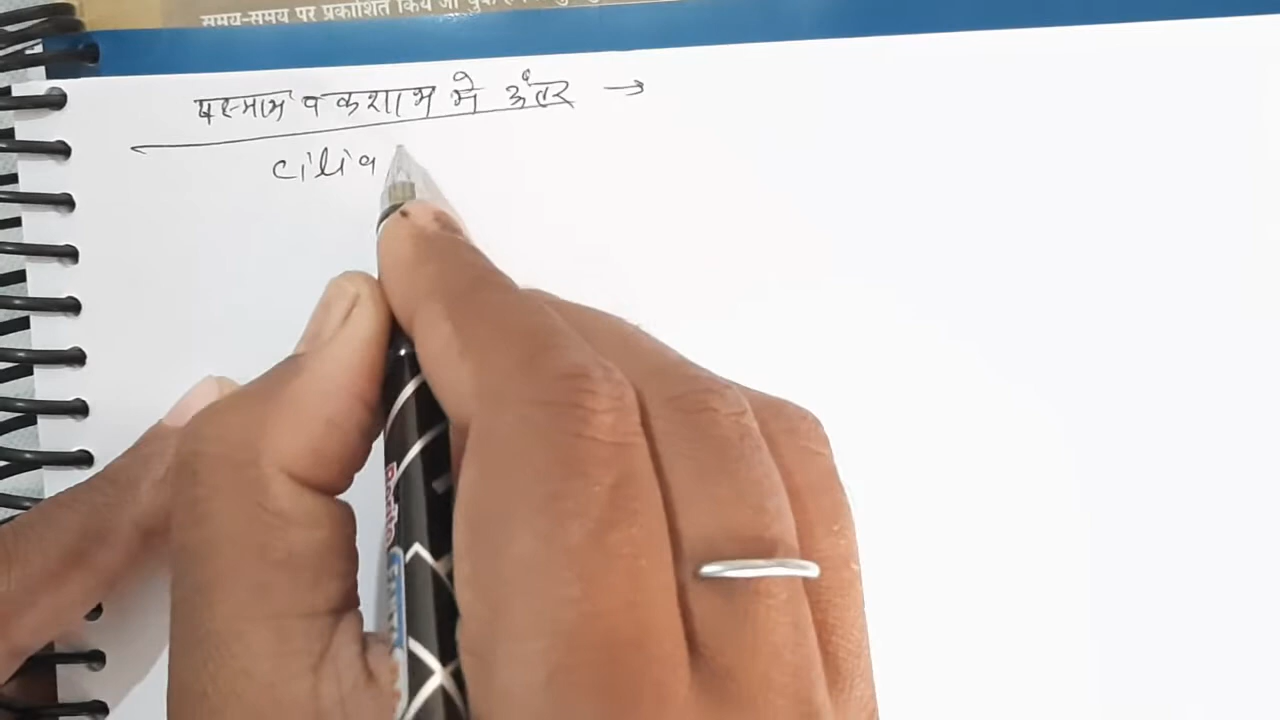 समय-समय पर प्रकाशित किये जा चुके
पक्ष्माभ व कशाभ में अंतर →
cilia